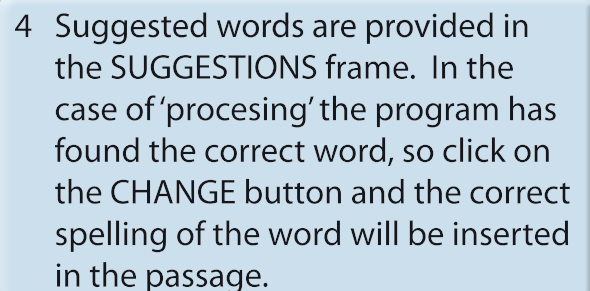 4 Suggested words are provided in
the SUGGESTIONS frame.  In the
case of ‘procesing’ the program has
found the correct word, so click on
the CHANGE button and the correct
spelling of the word will be inserted
in the passage.